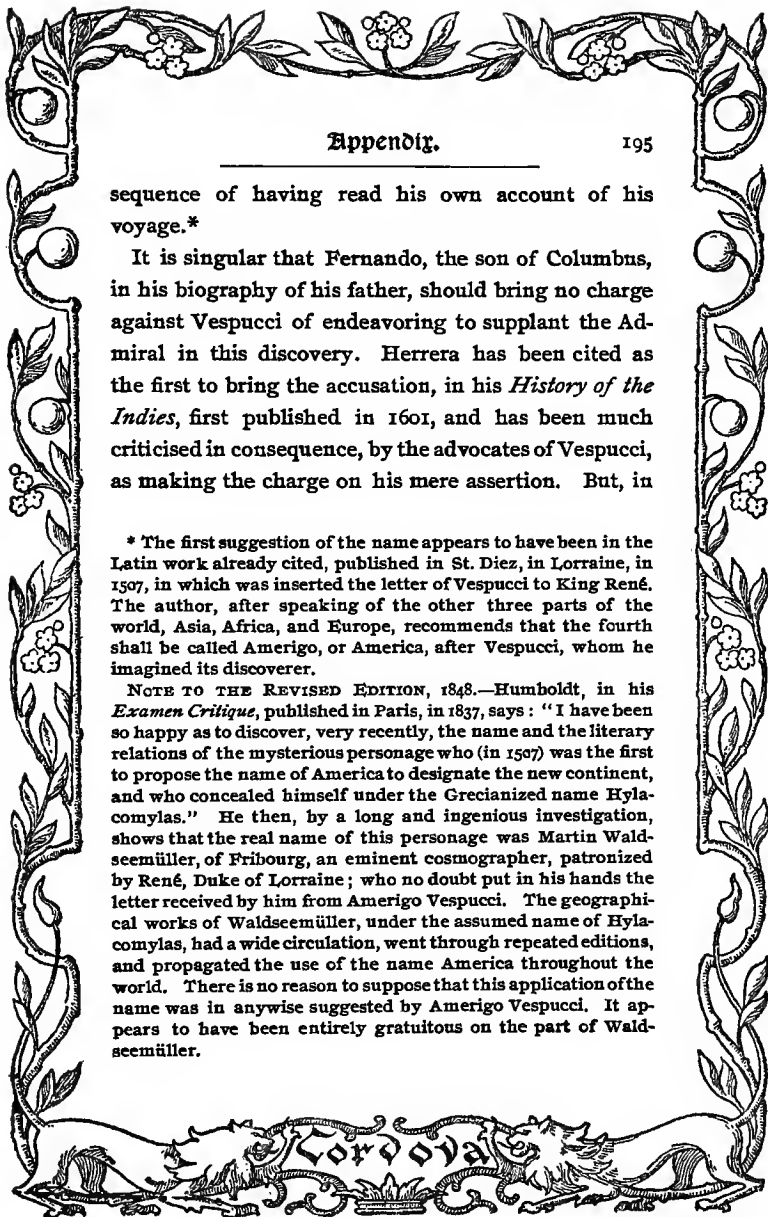 Appendix. 195
sequence of having read his own account of his
voyage.*
It is singular that Fernando, the son of Columbus,
in his biography of his father, should bring no charge
against Vespucci of endeavoring to supplant the Ad-
miral in this discovery. Herrera has been cited as
the first to bring the accusation, in his History of the
Indies, first published in 1601, and has been much
criticised in consequence, by the advocates of Vespucci,
as making the charge on his mere assertion. But, in
* The first suggestion of the name appears to have been in the
Latin work already cited, published in St. Diez, in Lorraine, in
1507, in which was inserted the letter of Vespucci to King René.
The author, after speaking of the other three parts of the
world, Asia, Africa, and Europe, recommends that the fourth
shall be called Amerigo, or America, after Vespucci, whom he
imagined its discoverer.
NOTE TO THE REVISED EDITION, 1848.—Humboldt, in his
Examen Critique, published in Paris, in 1837, says : "I have been
so happy as to discover, very recently, the name and the literary
relations of the mysterious personage who (in 1507) was the first
to propose the name of America to designate the new continent,
and who concealed himself under the Grecianized name Hyla-
comylas." He then, by a long and ingenious investigation,
shows that the real name of this personage was Martin Wald-
seemüller, of Fribourg, an eminent cosmographer, patronized
by René, Duke of Lorraine ; who no doubt put in his hands the
letter received by him from Amerigo Vespucci. The geographi-
cal works of Waldseemüller, under the assumed name of Hyla-
comylas, had a wide circulation, went through repeated editions,
and propagated the use of the name America throughout the
world. There is no reason to suppose that this application of the
name was in anywise suggested by Amerigo Vespucci. It ap-
pears to have been entirely gratuitous on the part of Wald-
seemüller.
Cordova